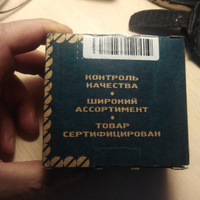 КОНТРОЛЬ
КАЧЕСТВА
•
ШИРОКИЙ
АССОРТИМЕНТ
•
ТОВАР
СЕРТИФИЦИРОВАН